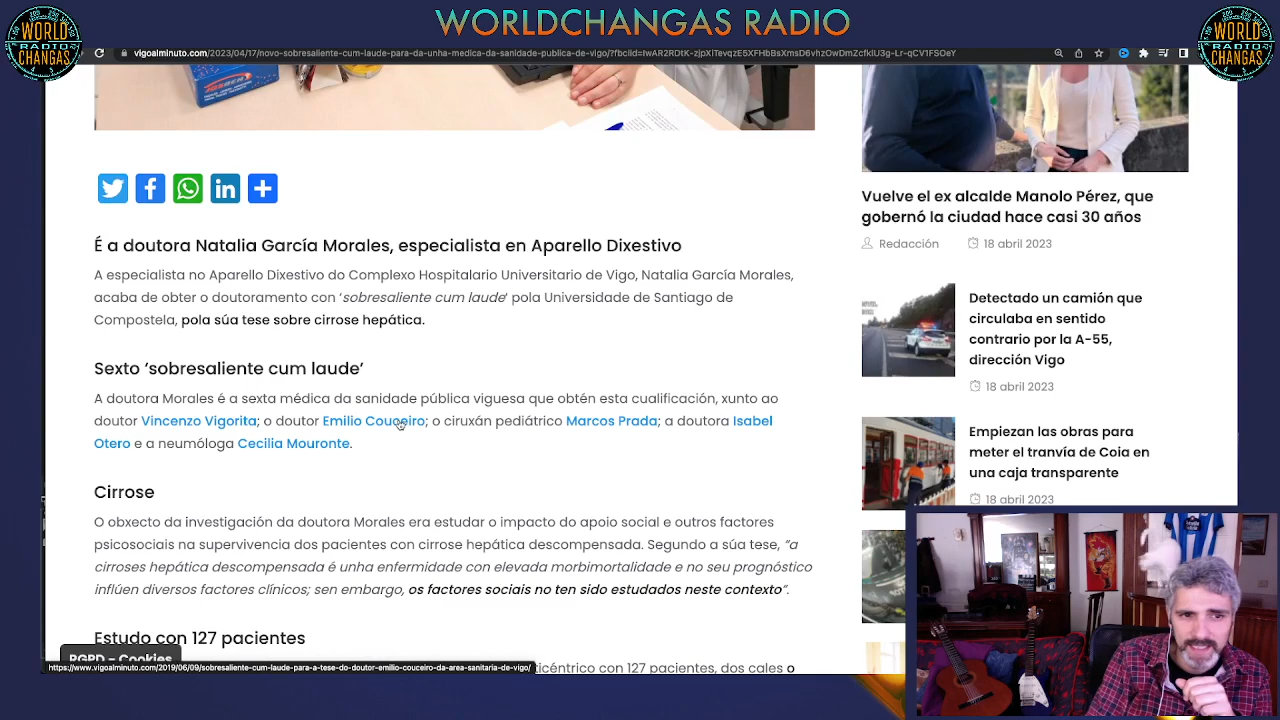 WORLDCHANGAS RADIO
WORLD
RADIO
CHANGAS
WORLD
RADIO
CHANGAS
vigoalminuto.com/2023/04/17/novo-sobresaliente-cum-laude-para-da-unha-medica-da-sanidade-publica-de-vigo/
É a doutora Natalia García Morales, especialista en Aparello Dixestivo
A especialista no Aparello Dixestivo do Complexo Hospitalario Universitario de Vigo, Natalia García Morales,
acaba de obter o doutoramento con ‘sobresaliente cum laude’ pola Universidade de Santiago de
Compostela, pola súa tese sobre cirrose hepática.
Sexto ‘sobresaliente cum laude’
A doutora Morales é a sexta médica da sanidade pública viguesa que obtén esta cualificación, xunto ao
doutor Vincenzo Vigorita; o doutor Emilio Couceiro; o ciruxán pediátrico Marcos Prada; a doutora Isabel
Otero e a neumóloga Cecilia Mouronte.
Cirrose
O obxecto da investigación da doutora Morales era estudar o impacto do apoio social e outros factores
psicosociais na supervivencia dos pacientes con cirrose hepática descompensada. Segundo a súa tese, “a
cirroses hepática descompensada é unha enfermidade con elevada morbimortalidade e no seu prognóstico
inflúen diversos factores clínicos; sen embargo, os factores sociais no ten sido estudados neste contexto”.
Estudo con 127 pacientes
RGPD - Cookies
ticéntrico con 127 pacientes, dos cales o
https://www.vigoalminuto.com/2019/06/09/sobresaliente-cum-laude-para-a-tese-do-doutor-emilio-couceiro-da-area-sanitaria-de-vigo/
Vuelve el ex alcalde Manolo Pérez, que
gobernó la ciudad hace casi 30 años
Redacción 18 abril 2023
Detectado un camión que
circulaba en sentido
contrario por la A-55,
dirección Vigo
18 abril 2023
Empiezan las obras para
meter el tranvía de Coia en
una caja transparente
18 abril 2023